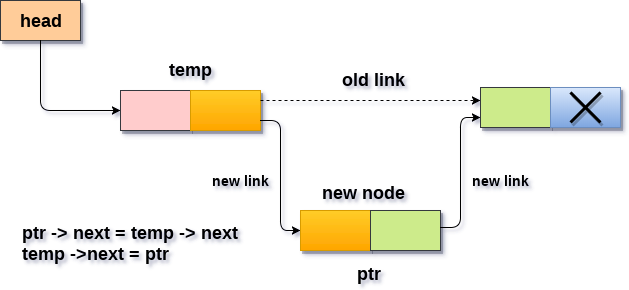 head
temp
old link
new link
new node
new link
ptr -> next = temp -> next
temp ->next = ptr
ptr